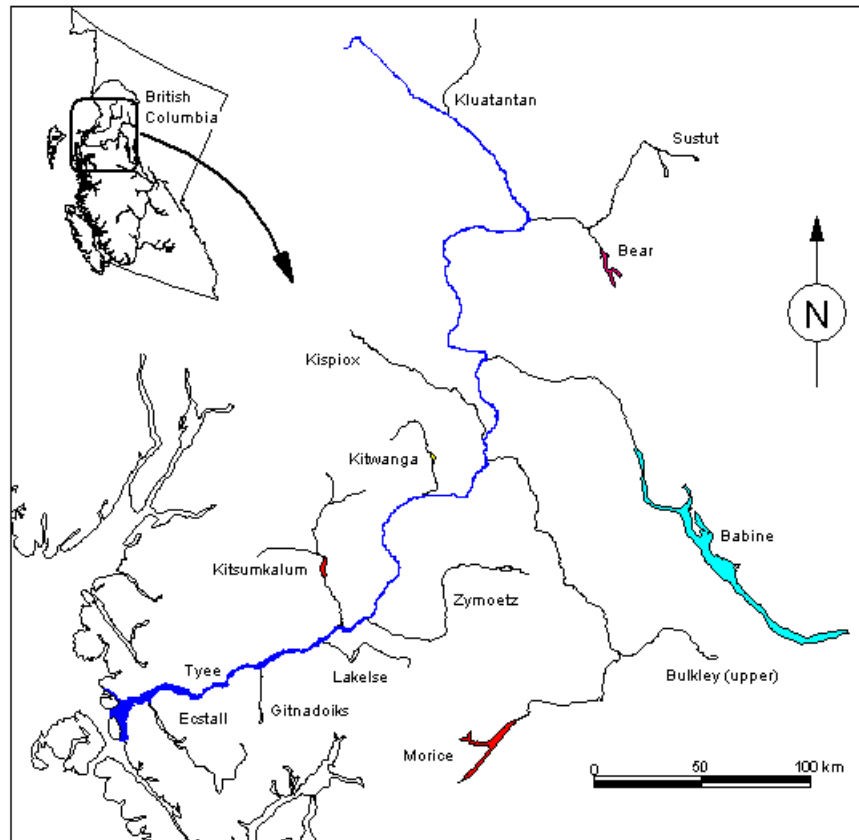 British
Columbia
Kluatantan
Sustut
Bear
N
Kispiox
Kitwanga
Kitsumkalum
Babine
Zymoetz
Tyee
Lakelse
Bulkley (upper)
Ecstall
Gitnadoiks
Morice
0 50 100 km